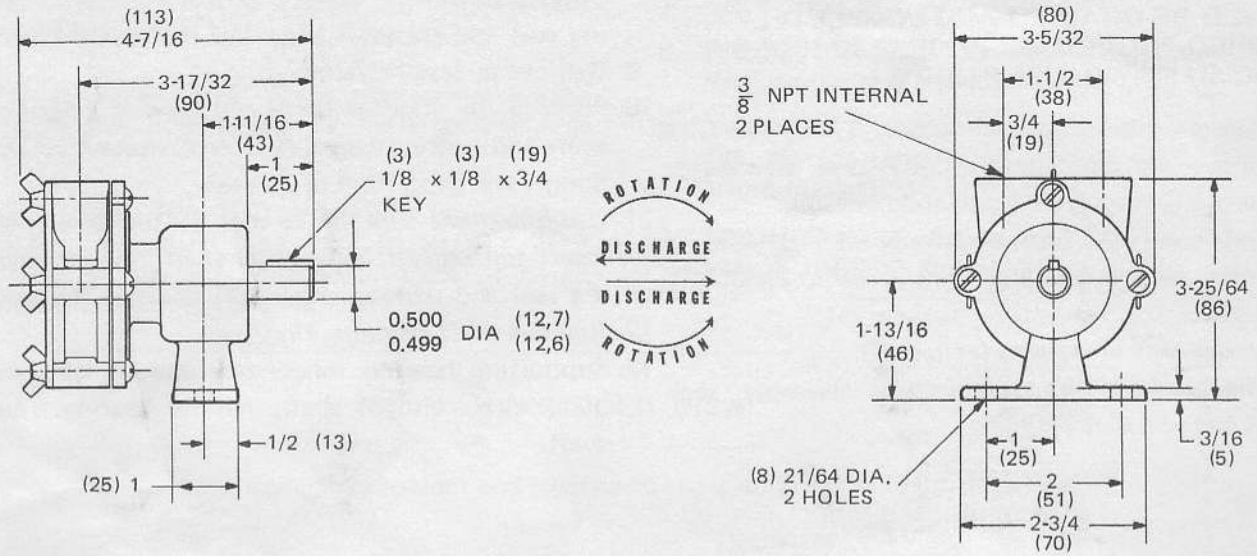 (113)
4-7/16
3-17/32
(90)
1-11/16
(43)
1
(25)
(3) (3) (19)
1/8 x 1/8 x 3/4
KEY
0.500 DIA (12,7)
0.499 (12,6)
1/2 (13)
(25) 1
ROTATION
DISCHARGE
DISCHARGE
ROTATION
(80)
3-5/32
1-1/2
(38)
3/4
(19)
3/8 NPT INTERNAL
2 PLACES
1-13/16
(46)
3-25/64
(86)
3/16
(5)
1
(25)
(8) 21/64 DIA.
2 HOLES
2
(51)
2-3/4
(70)